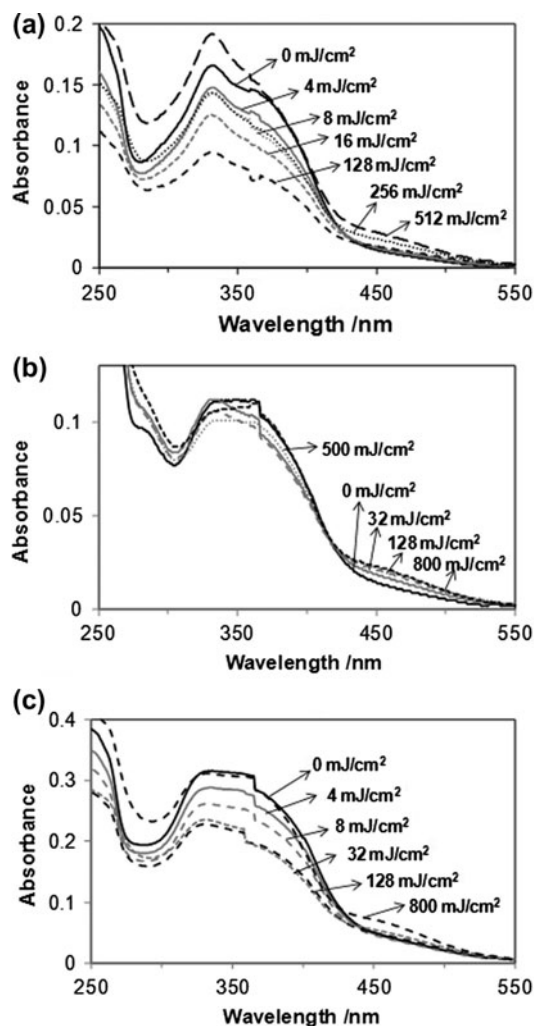 (a)
0.2
0.15
0.1
0.05
0
Absorbance
0 mJ/cm²
4 mJ/cm²
8 mJ/cm²
16 mJ/cm²
128 mJ/cm²
256 mJ/cm²
512 mJ/cm²
250 350 450 550
Wavelength /nm
(b)
0.1
0.05
0
Absorbance
500 mJ/cm²
0 mJ/cm²
32 mJ/cm²
128 mJ/cm²
800 mJ/cm²
250 350 450 550
Wavelength /nm
(c)
0.4
0.3
0.2
0.1
0
Absorbance
0 mJ/cm²
4 mJ/cm²
8 mJ/cm²
32 mJ/cm²
128 mJ/cm²
800 mJ/cm²
250 350 450 550
Wavelength /nm